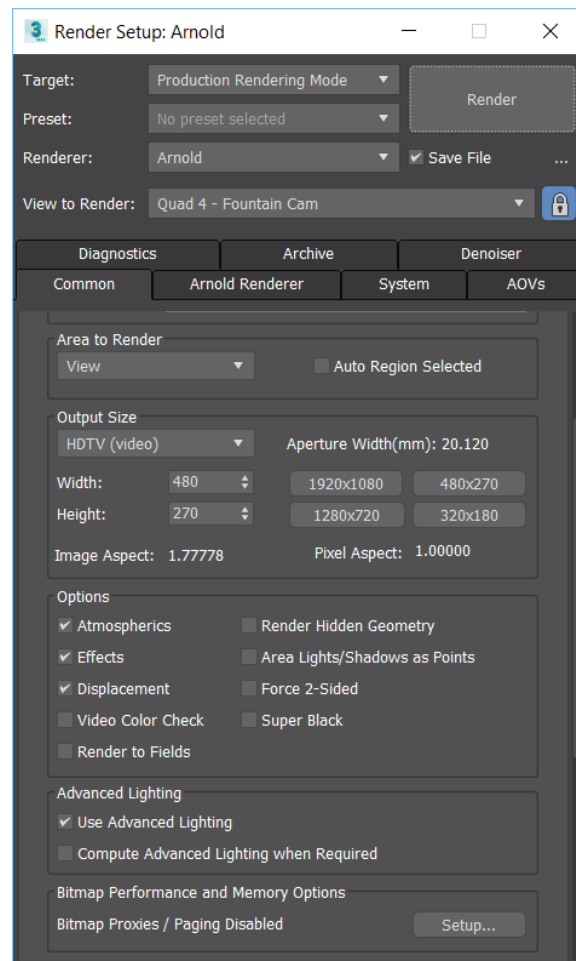 Render Setup: Arnold
Target: Production Rendering Mode
Render
Preset: No preset selected
Renderer: Arnold Save File ...
View to Render: Quad 4 - Fountain Cam
Diagnostics Archive Denoiser
Common Arnold Renderer System AOVs
Area to Render
View Auto Region Selected
Output Size
HDTV (video) Aperture Width(mm): 20.120
Width: 480 1920x1080 480x270
Height: 270 1280x720 320x180
Image Aspect: 1.77778 Pixel Aspect: 1.00000
Options
Atmospherics Render Hidden Geometry
Effects Area Lights/Shadows as Points
Displacement Force 2-Sided
Video Color Check Super Black
Render to Fields
Advanced Lighting
Use Advanced Lighting
Compute Advanced Lighting when Required
Bitmap Performance and Memory Options
Bitmap Proxies / Paging Disabled Setup...